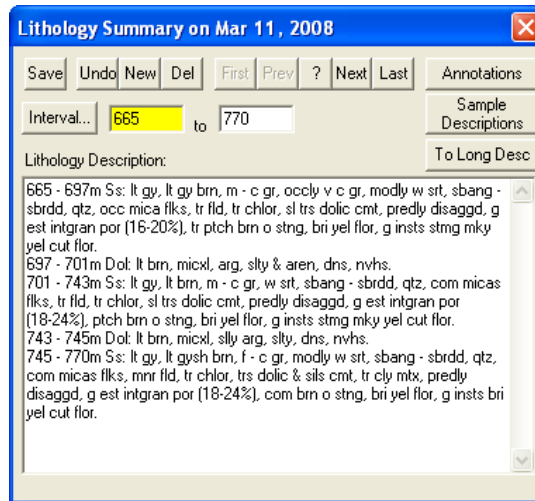 Lithology Summary on Mar 11, 2008
Save Undo New Del First Prev ? Next Last Annotations
Interval... 665 to 770 Sample Descriptions
Lithology Description: To Long Desc
665 - 697m Ss: lt gy, lt gy brn, m - c gr, occly v c gr, modly w srt, sbang -
sbrdd, qtz, occ mica flks, tr fld, tr chlor, sl trs dolic cmt, predly disaggd, g
est intgran por (16-20%), tr ptch brn o stng, bri yel flor, g insts stmg mky
yel cut flor.
697 - 701m Dol: lt brn, micxl, arg, slty & aren, dns, nvhs.
701 - 743m Ss: lt gy, lt brn, m - c gr, w srt, sbang - sbrdd, qtz, com micas
flks, tr fld, tr chlor, sl trs dolic cmt, predly disaggd, g est intgran por
(18-24%), ptch brn o stng, bri yel flor, g insts stmg mky yel cut flor.
743 - 745m Dol: lt brn, micxl, slly arg, slty, dns, nvhs.
745 - 770m Ss: lt gy, lt gysh brn, f - c gr, modly w srt, sbang - sbrdd, qtz,
com micas flks, mnr fld, tr chlor, trs dolic & sils cmt, tr cly mtx, predly
disaggd, g est intgran por (18-24%), com brn o stng, bri yel flor, g insts bri
yel cut flor.